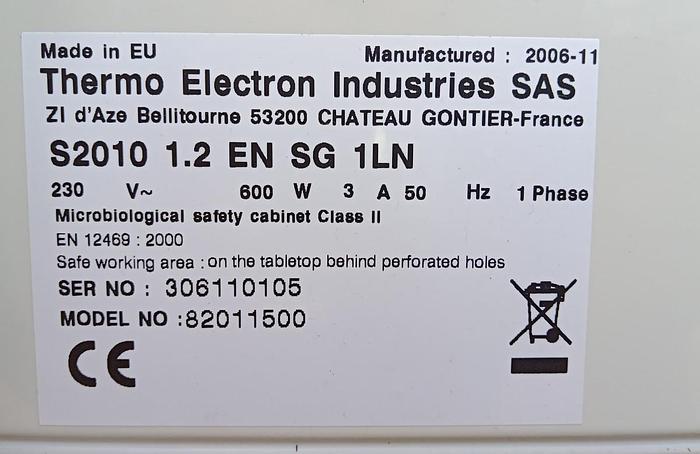 Made in EU Manufactured : 2006-11
Thermo Electron Industries SAS
ZI d'Aze Bellitourne 53200 CHATEAU GONTIER-France
S2010 1.2 EN SG 1LN
230 V~ 600 W 3 A 50 Hz 1 Phase
Microbiological safety cabinet Class II
EN 12469 : 2000
Safe working area : on the tabletop behind perforated holes
SER NO : 306110105
MODEL NO :82011500
CE